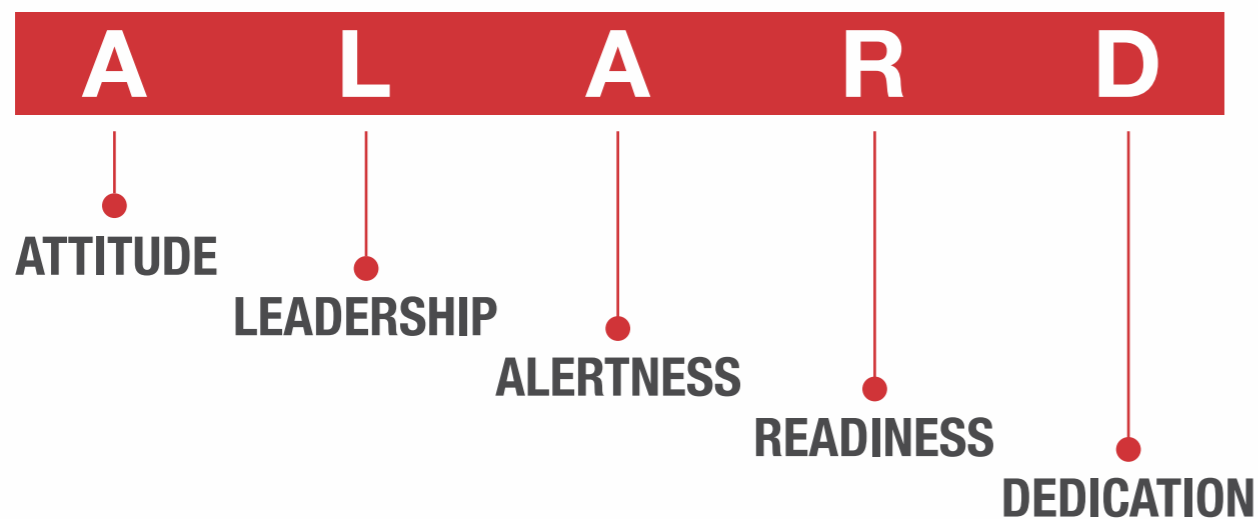 A L A R D
ATTITUDE
LEADERSHIP
ALERTNESS
READINESS
DEDICATION